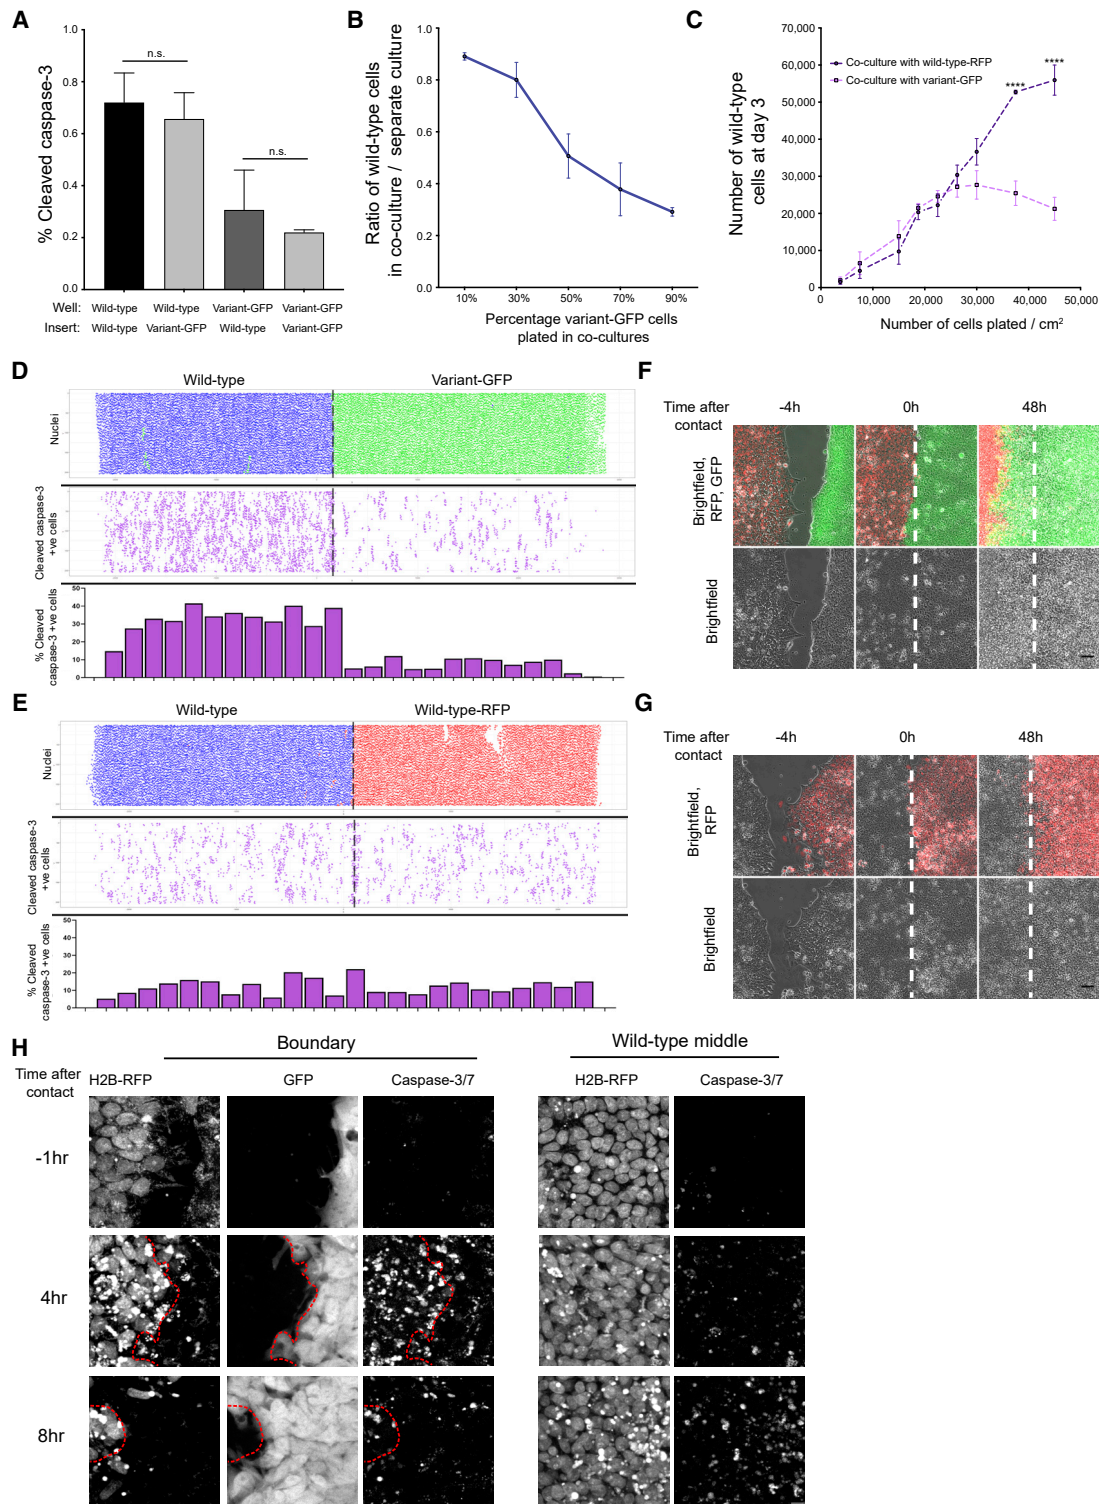 A
% Cleaved caspase-3
1.0
0.8
0.6
0.4
0.2
0.0
n.s.
n.s.
Well: Wild-type Wild-type Variant-GFP Variant-GFP
Insert: Wild-type Variant-GFP Wild-type Variant-GFP
B
Ratio of wild-type cells
in co-culture / separate culture
1.0
0.8
0.6
0.4
0.2
0.0
10% 30% 50% 70% 90%
Percentage variant-GFP cells
plated in co-cultures
C
Number of wild-type
cells at day 3
70,000
60,000
50,000
40,000
30,000
20,000
10,000
0
Co-culture with wild-type-RFP
Co-culture with variant-GFP
****
****
0 10,000 20,000 30,000 40,000 50,000
Number of cells plated / cm2
D
Wild-type Variant-GFP
Nuclei
Cleaved caspase-3
+ve cells
% Cleaved
caspase-3 +ve cells
50
40
30
20
10
0
E
Wild-type Wild-type-RFP
Nuclei
Cleaved caspase-3
+ve cells
% Cleaved
caspase-3 +ve cells
50
40
30
20
10
0
F
Time after
contact
-4h 0h 48h
Brightfield,
RFP, GFP
Brightfield
G
Time after
contact
-4h 0h 48h
Brightfield,
RFP
Brightfield
H
Boundary
Wild-type middle
Time after
contact
H2B-RFP GFP Caspase-3/7 H2B-RFP Caspase-3/7
-1hr
4hr
8hr